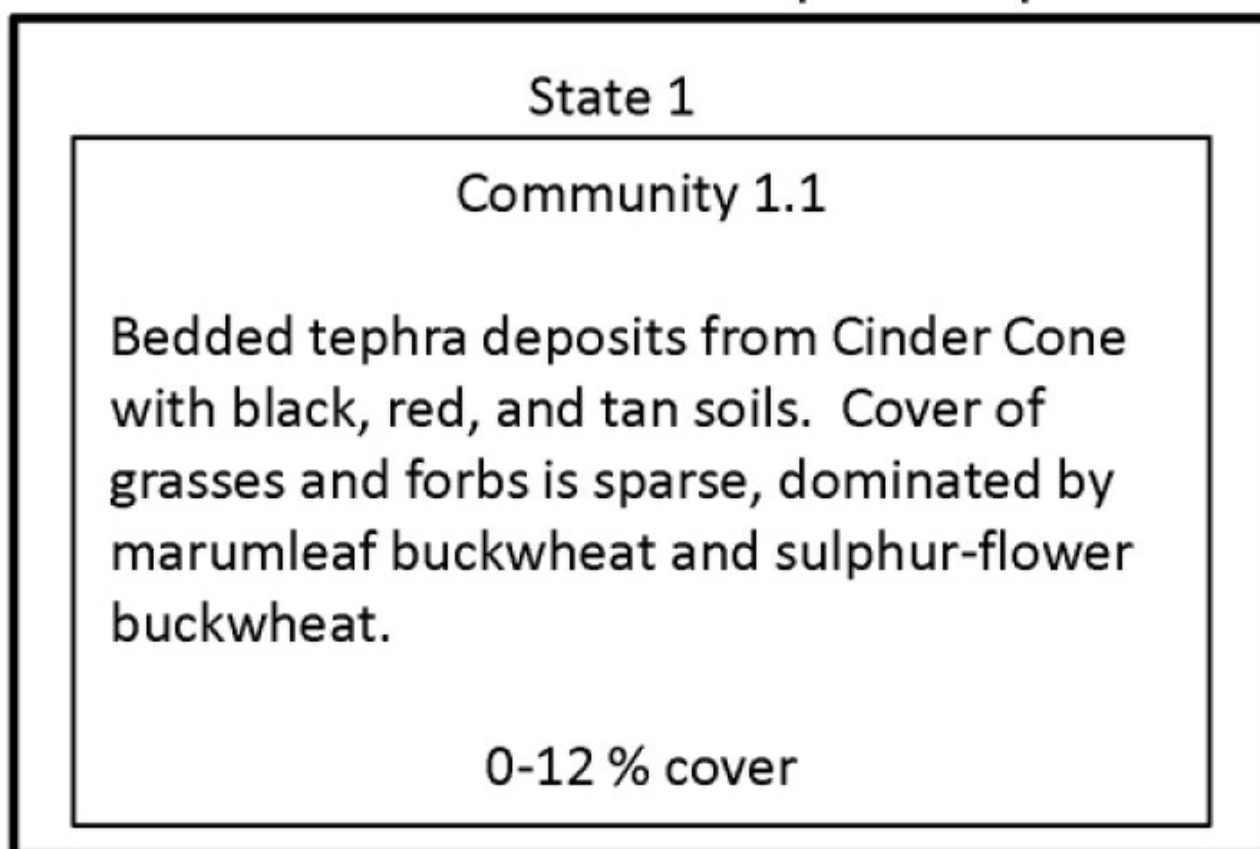 State 1
Community 1.1
Bedded tephra deposits from Cinder Cone
with black, red, and tan soils.  Cover of
grasses and forbs is sparse, dominated by
marumleaf buckwheat and sulphur-flower
buckwheat.
0-12 % cover